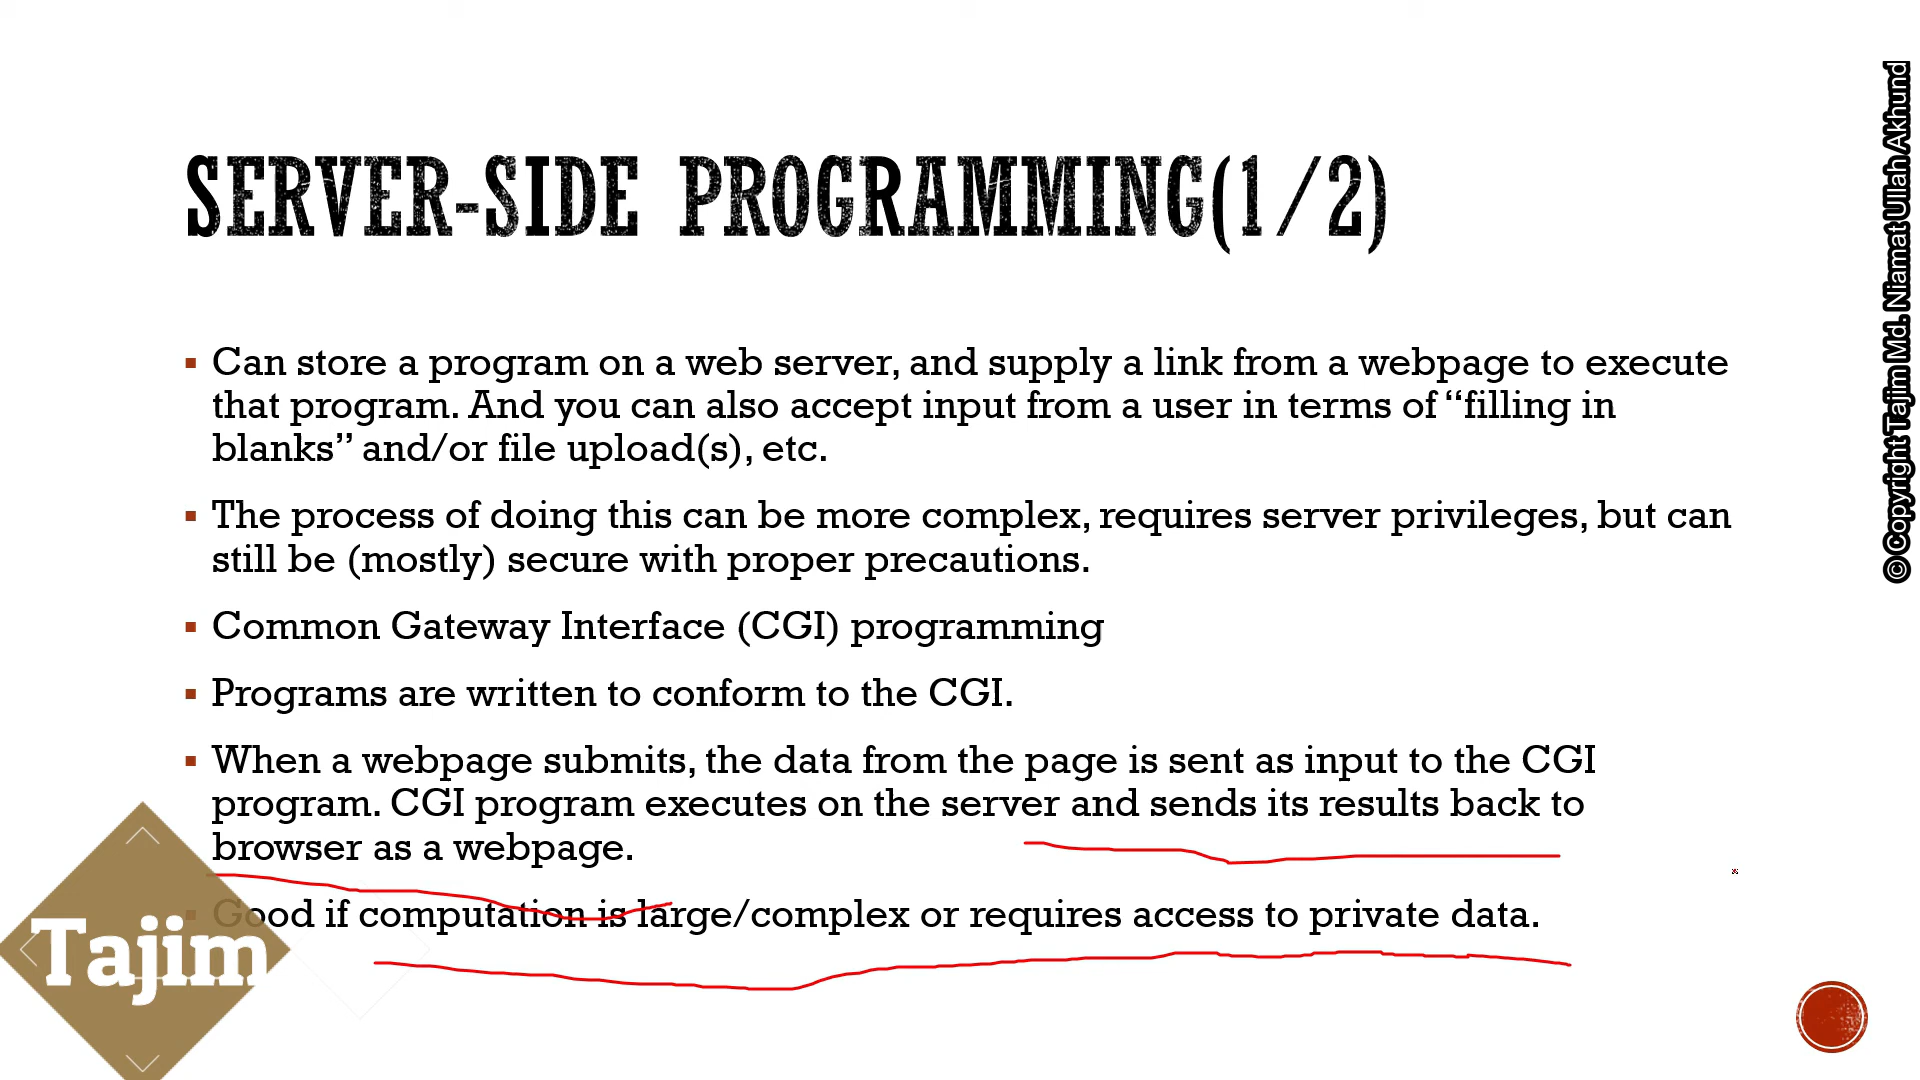 SERVER-SIDE PROGRAMMING(1/2)
Can store a program on a web server, and supply a link from a webpage to execute
that program. And you can also accept input from a user in terms of “filling in
blanks” and/or file upload(s), etc.
The process of doing this can be more complex, requires server privileges, but can
still be (mostly) secure with proper precautions.
Common Gateway Interface (CGI) programming
Programs are written to conform to the CGI.
When a webpage submits, the data from the page is sent as input to the CGI
program. CGI program executes on the server and sends its results back to
browser as a webpage.
Good if computation is large/complex or requires access to private data.
Tajim
© Copyright Tajim Md. Niamat Ullah Akhund